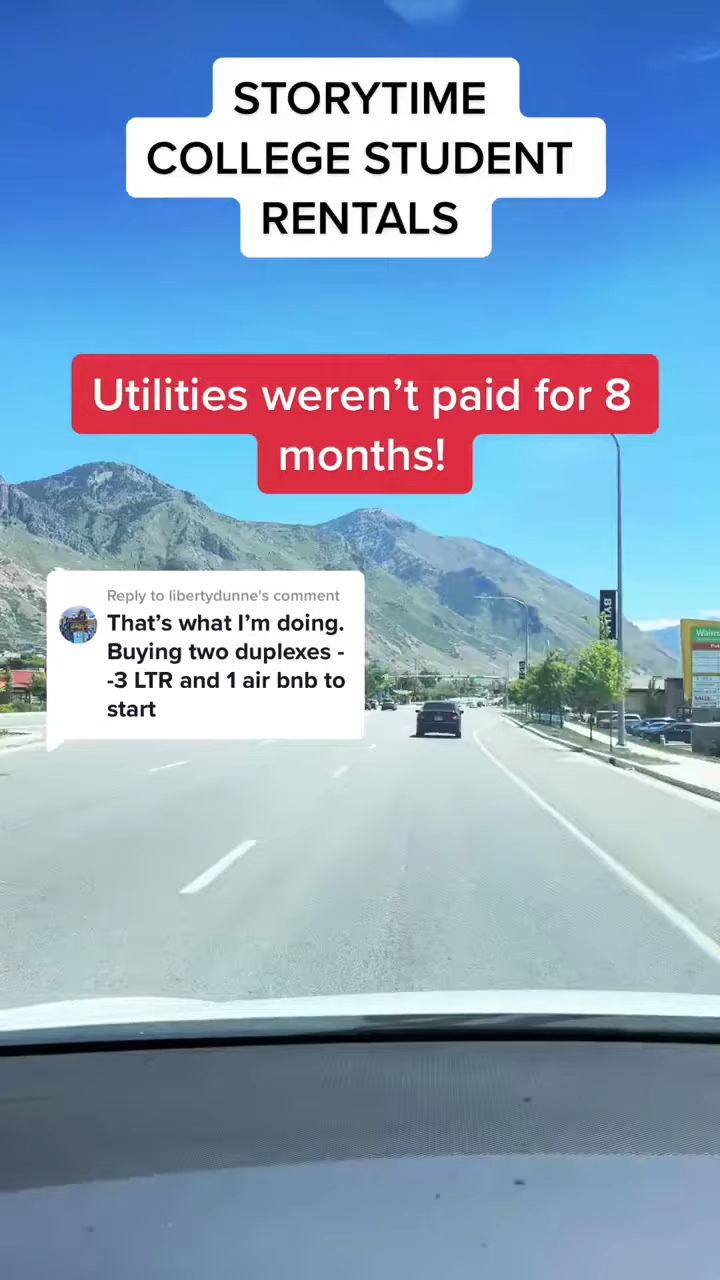 STORYTIME
COLLEGE STUDENT
RENTALS
Utilities weren’t paid for 8
months!
Reply to libertydunne's comment
That’s what I’m doing.
Buying two duplexes -
-3 LTR and 1 air bnb to
start